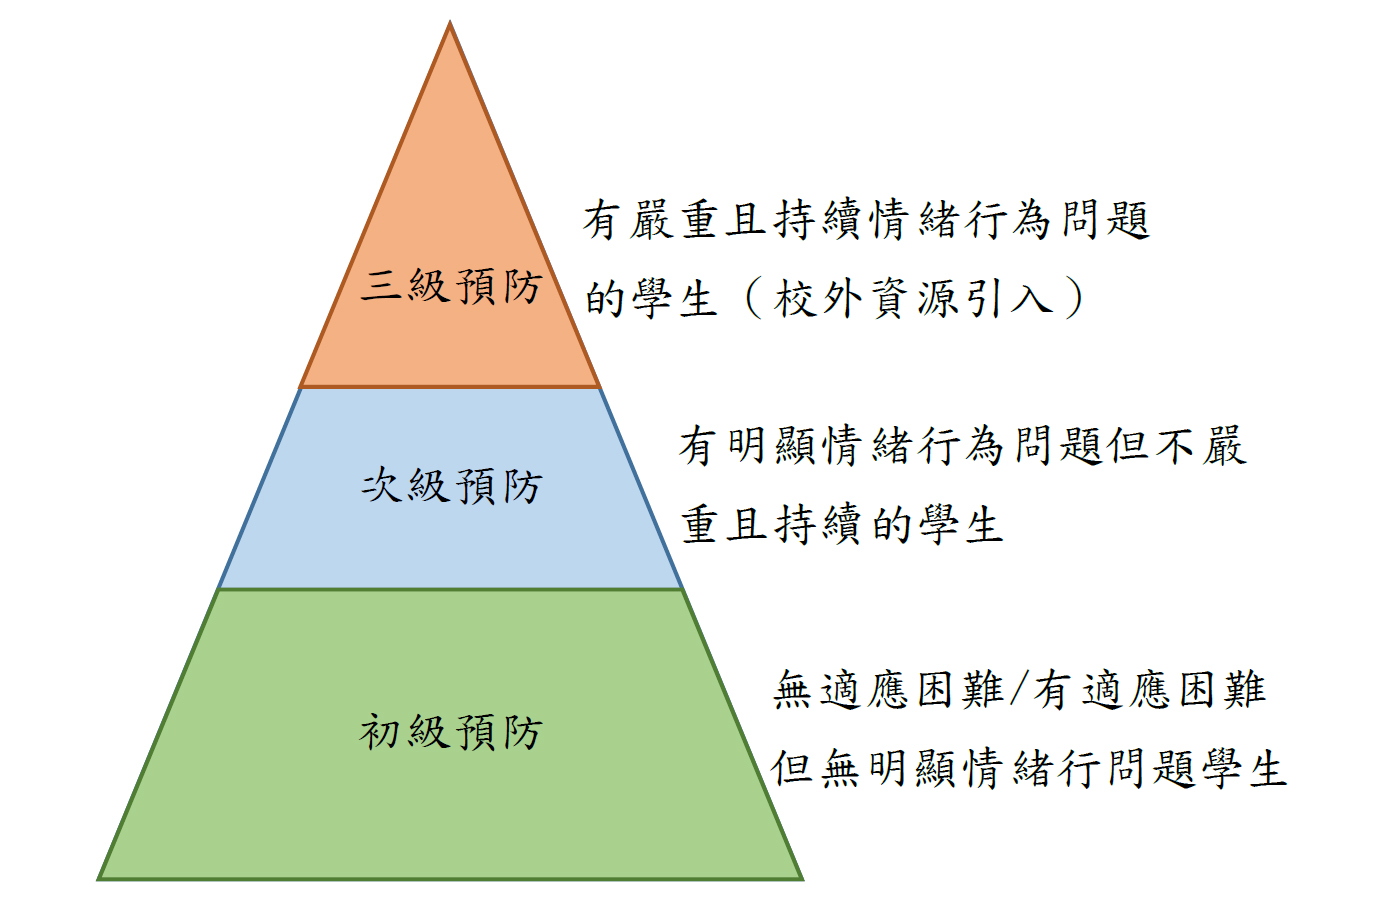 有嚴重且持續情緒行為問題
三級預防
的學生（校外資源引入）
有明顯情緒行為問題但不嚴
次級預防
重且持續的學生
無適應困難/有適應困難
初級預防
但無明顯情緒行問題學生